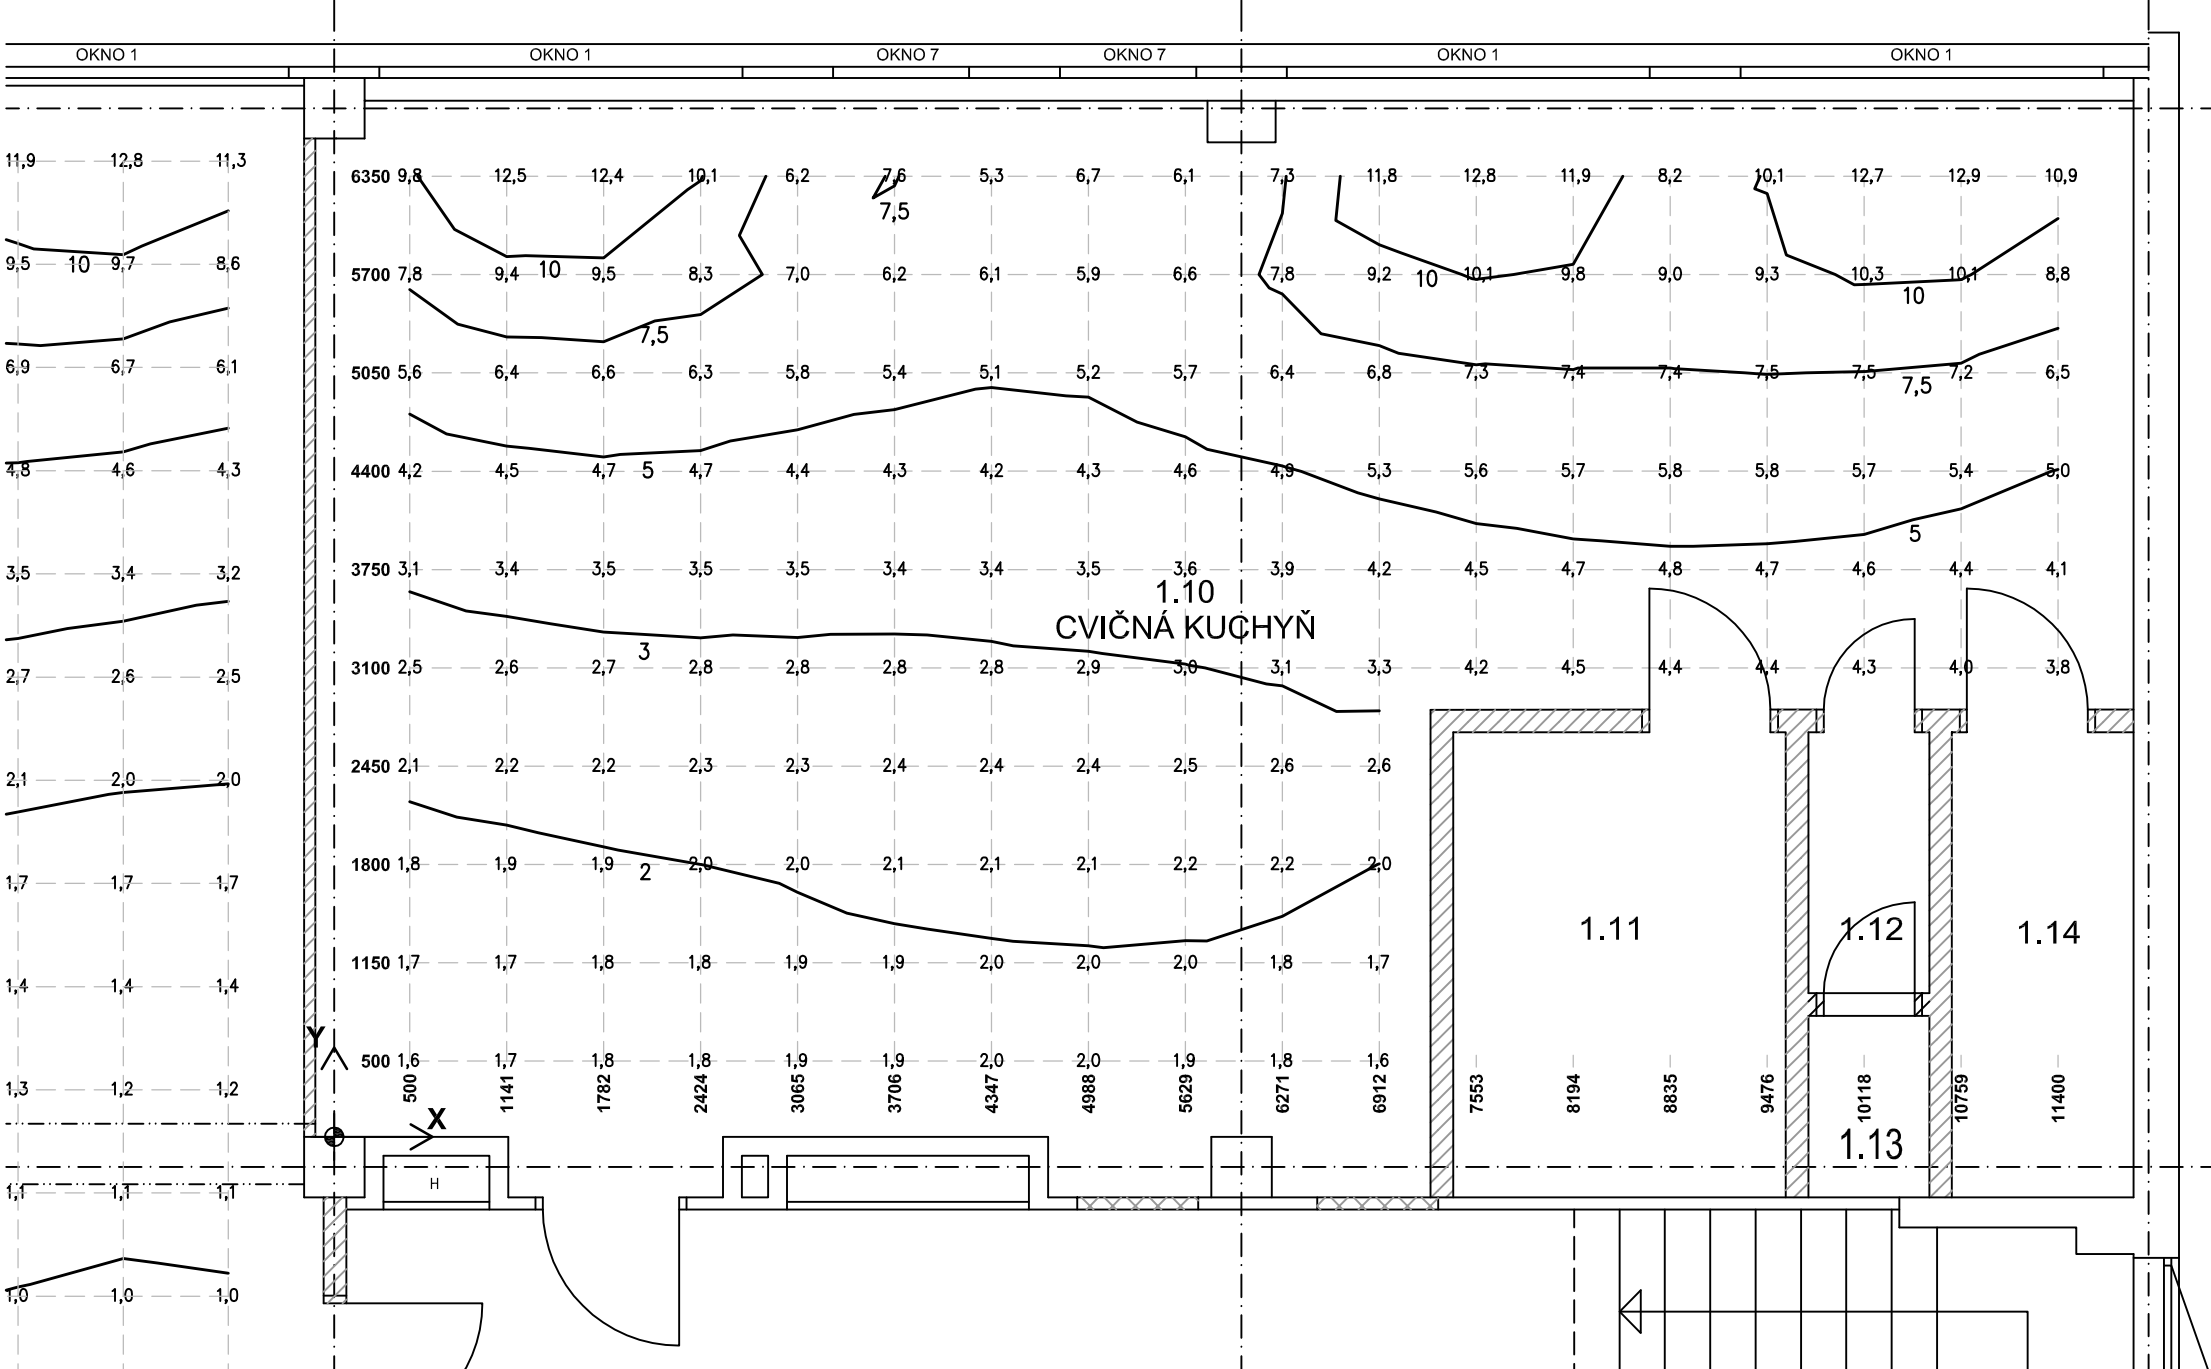 OKNO 1 OKNO 1 OKNO 7 OKNO 7 OKNO 1 OKNO 1
11,9 12,8 11,3
6350 9,8 12,5 12,4 10,1 6,2 7,6 5,3 6,7 6,1 7,3 11,8 12,8 11,9 8,2 10,1 12,7 12,9 10,9
7,5
9,5 10 9,7 8,6
10 10 10
5700 7,8 9,4 9,5 8,3 7,0 6,2 6,1 5,9 6,6 7,8 9,2 10,1 9,8 9,0 9,3 10,3 10,1 8,8
7,5
6,9 6,7 6,1
5050 5,6 6,4 6,6 6,3 5,8 5,4 5,1 5,2 5,7 6,4 6,8 7,3 7,4 7,4 7,5 7,5 7,2 6,5
7,5
4,8 4,6 4,3
4400 4,2 4,5 4,7 5 4,7 4,4 4,3 4,2 4,3 4,6 4,9 5,3 5,6 5,7 5,8 5,8 5,7 5,4 5,0
5
3,5 3,4 3,2
3750 3,1 3,4 3,5 3,5 3,5 3,4 3,4 3,5 3,6 3,9 4,2 4,5 4,7 4,8 4,7 4,6 4,4 4,1
1.10
CVIČNÁ KUCHYŇ
3
2,7 2,6 2,5
3100 2,5 2,6 2,7 2,8 2,8 2,8 2,8 2,9 3,0 3,1 3,3 4,2 4,5 4,4 4,4 4,3 4,0 3,8
2,1 2,0 2,0
2450 2,1 2,2 2,2 2,3 2,3 2,4 2,4 2,4 2,5 2,6 2,6
1800 1,8 1,9 1,9 2 2,0 2,0 2,1 2,1 2,1 2,2 2,2 2,0
1,7 1,7 1,7
1.11 1.12 1.14
1150 1,7 1,7 1,8 1,8 1,9 1,9 2,0 2,0 2,0 1,8 1,7
1,4 1,4 1,4
Y
500 1,6 1,7 1,8 1,8 1,9 1,9 2,0 2,0 1,9 1,8 1,6
1,3 1,2 1,2
500 1141 1782 2424 3065 3706 4347 4988 5629 6271 6912 7553 8194 8835 9476 10118 10759 11400
X
1.13
H
1,1 1,1 1,1
1,0 1,0 1,0